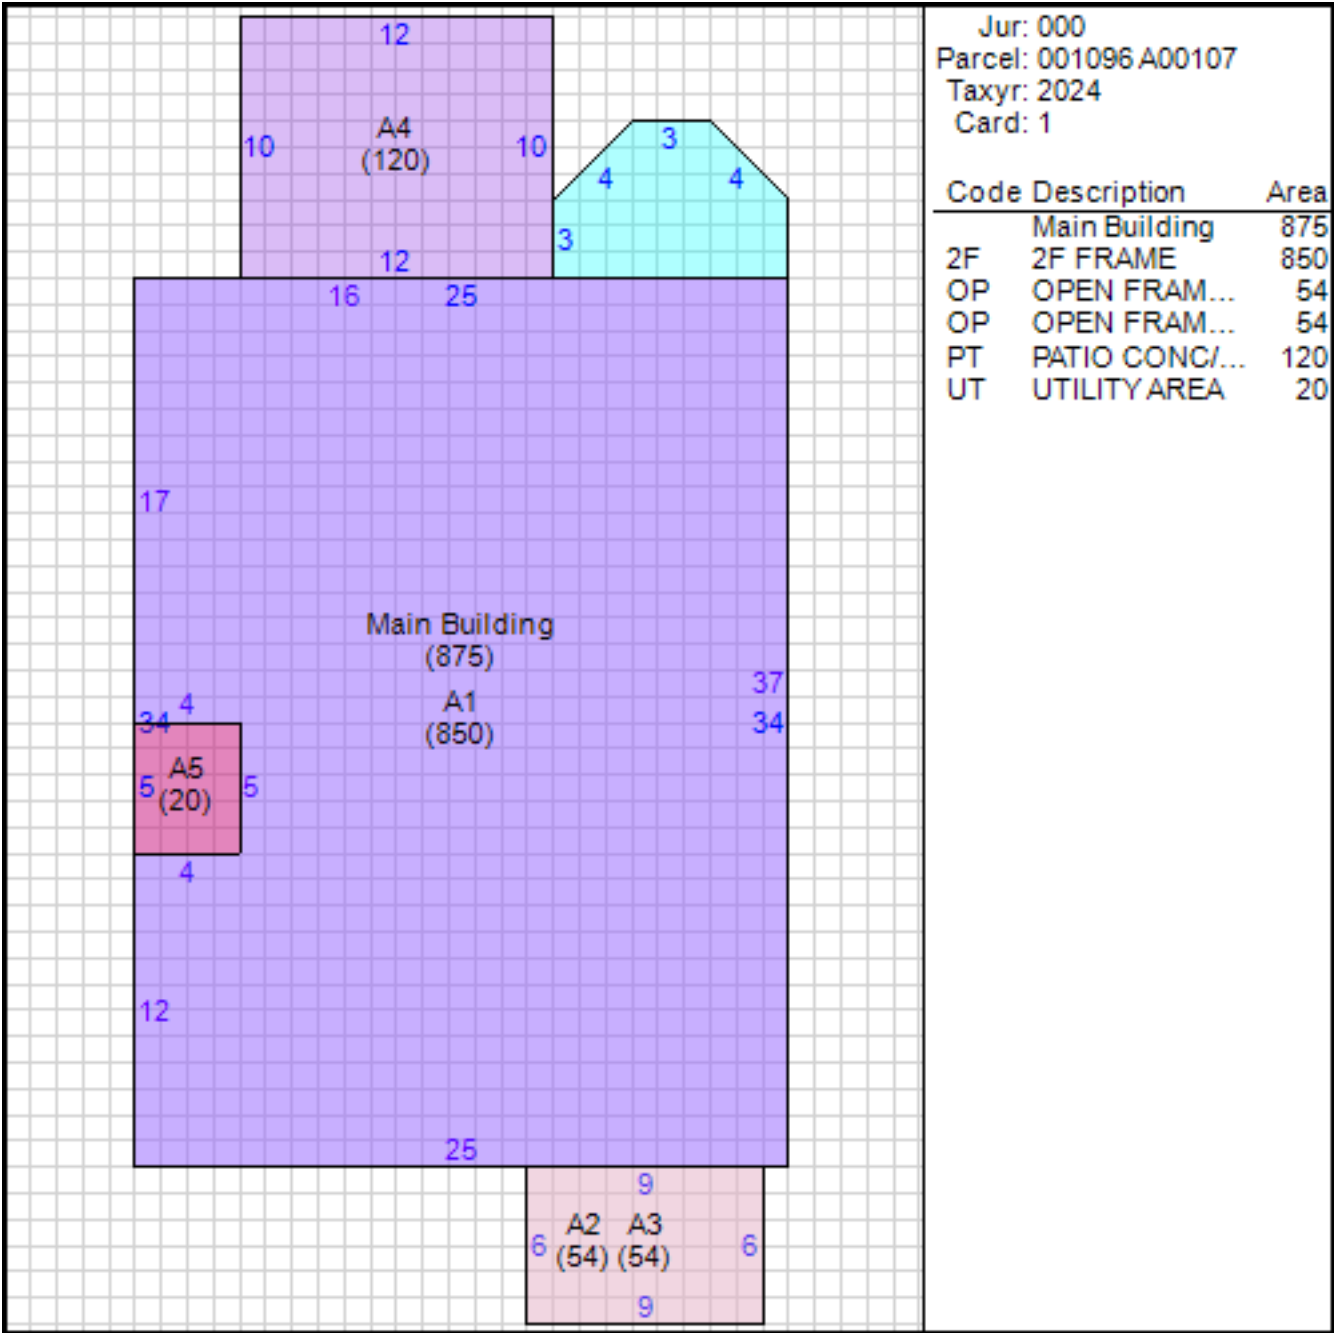 12
10
A4
(120)
10
12
3
4
4
3
16
25
17
Main Building
(875)
A1
(850)
37
34
4
34
5
A5
(20)
5
4
12
25
9
6
A2
(54)
A3
(54)
6
9
Jur: 000
Parcel: 001096 A00107
Taxyr: 2024
Card: 1
Code Description Area
Main Building 875
2F 2F FRAME 850
OP OPEN FRAM... 54
OP OPEN FRAM... 54
PT PATIO CONC/... 120
UT UTILITY AREA 20